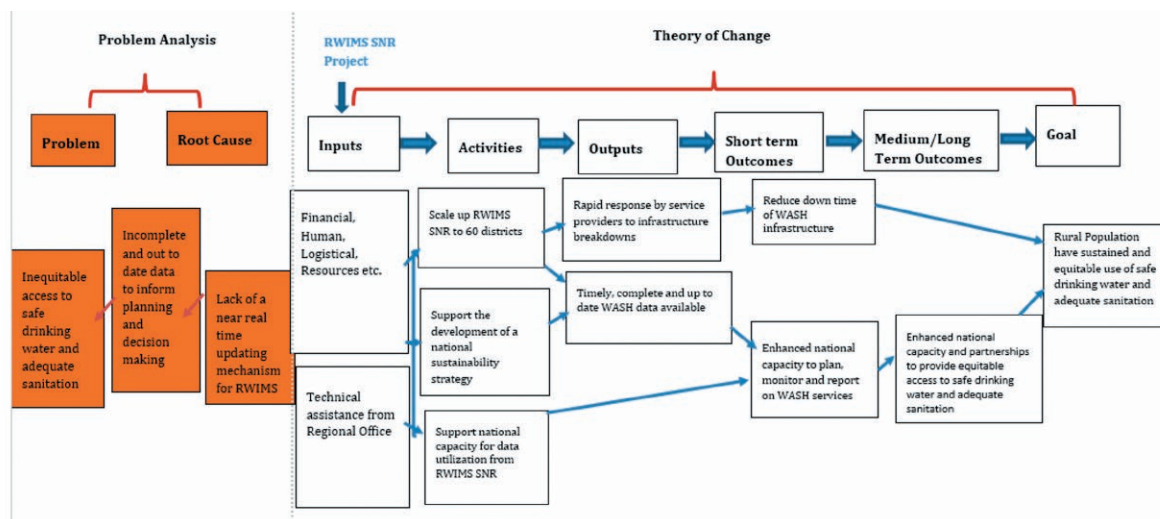 Problem Analysis
RWIMS SNR
Project
Theory of Change
Problem
Root Cause
Inputs
Activities
Outputs
Short term
Outcomes
Medium/Long
Term Outcomes
Goal
Inequitable
access to
safe
drinking
water and
adequate
sanitation
Incomplete
and out to
date data
to inform
planning
and
decision
making
Lack of a
near real
time
updating
mechanism
for RWIMS
Financial,
Human,
Logistical,
Resources etc.
Technical
assistance from
Regional Office
Scale up RWIMS
SNR to 60 districts
Support the
development of a
national
sustainability
strategy
Support national
capacity for data
utilization from
RWIMS SNR
Rapid response by service
providers to infrastructure
breakdowns
Timely, complete and up to
date WASH data available
Reduce down time
of WASH
infrastructure
Enhanced national
capacity to plan,
monitor and report
on WASH services
Enhanced national
capacity and partnerships
to provide equitable
access to safe drinking
water and adequate
sanitation
Rural Population
have sustained and
equitable use of safe
drinking water and
adequate sanitation